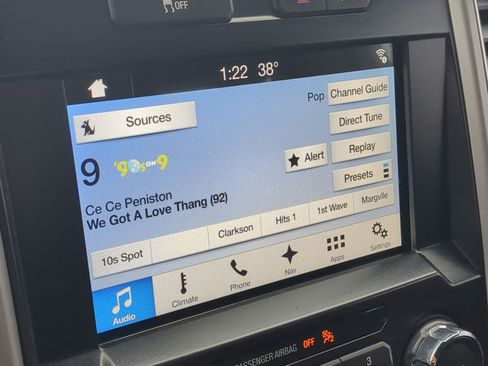 OFF
1:22 38°
Pop Channel Guide
Sources
Direct Tune
9 '90s ON 9
Alert
Replay
Ce Ce Peniston
Presets
We Got A Love Thang (92)
10s Spot Clarkson Hits 1 1st Wave Margvlle
Audio Climate Phone Nav Apps Settings
PASSENGER AIRBAG OFF
3